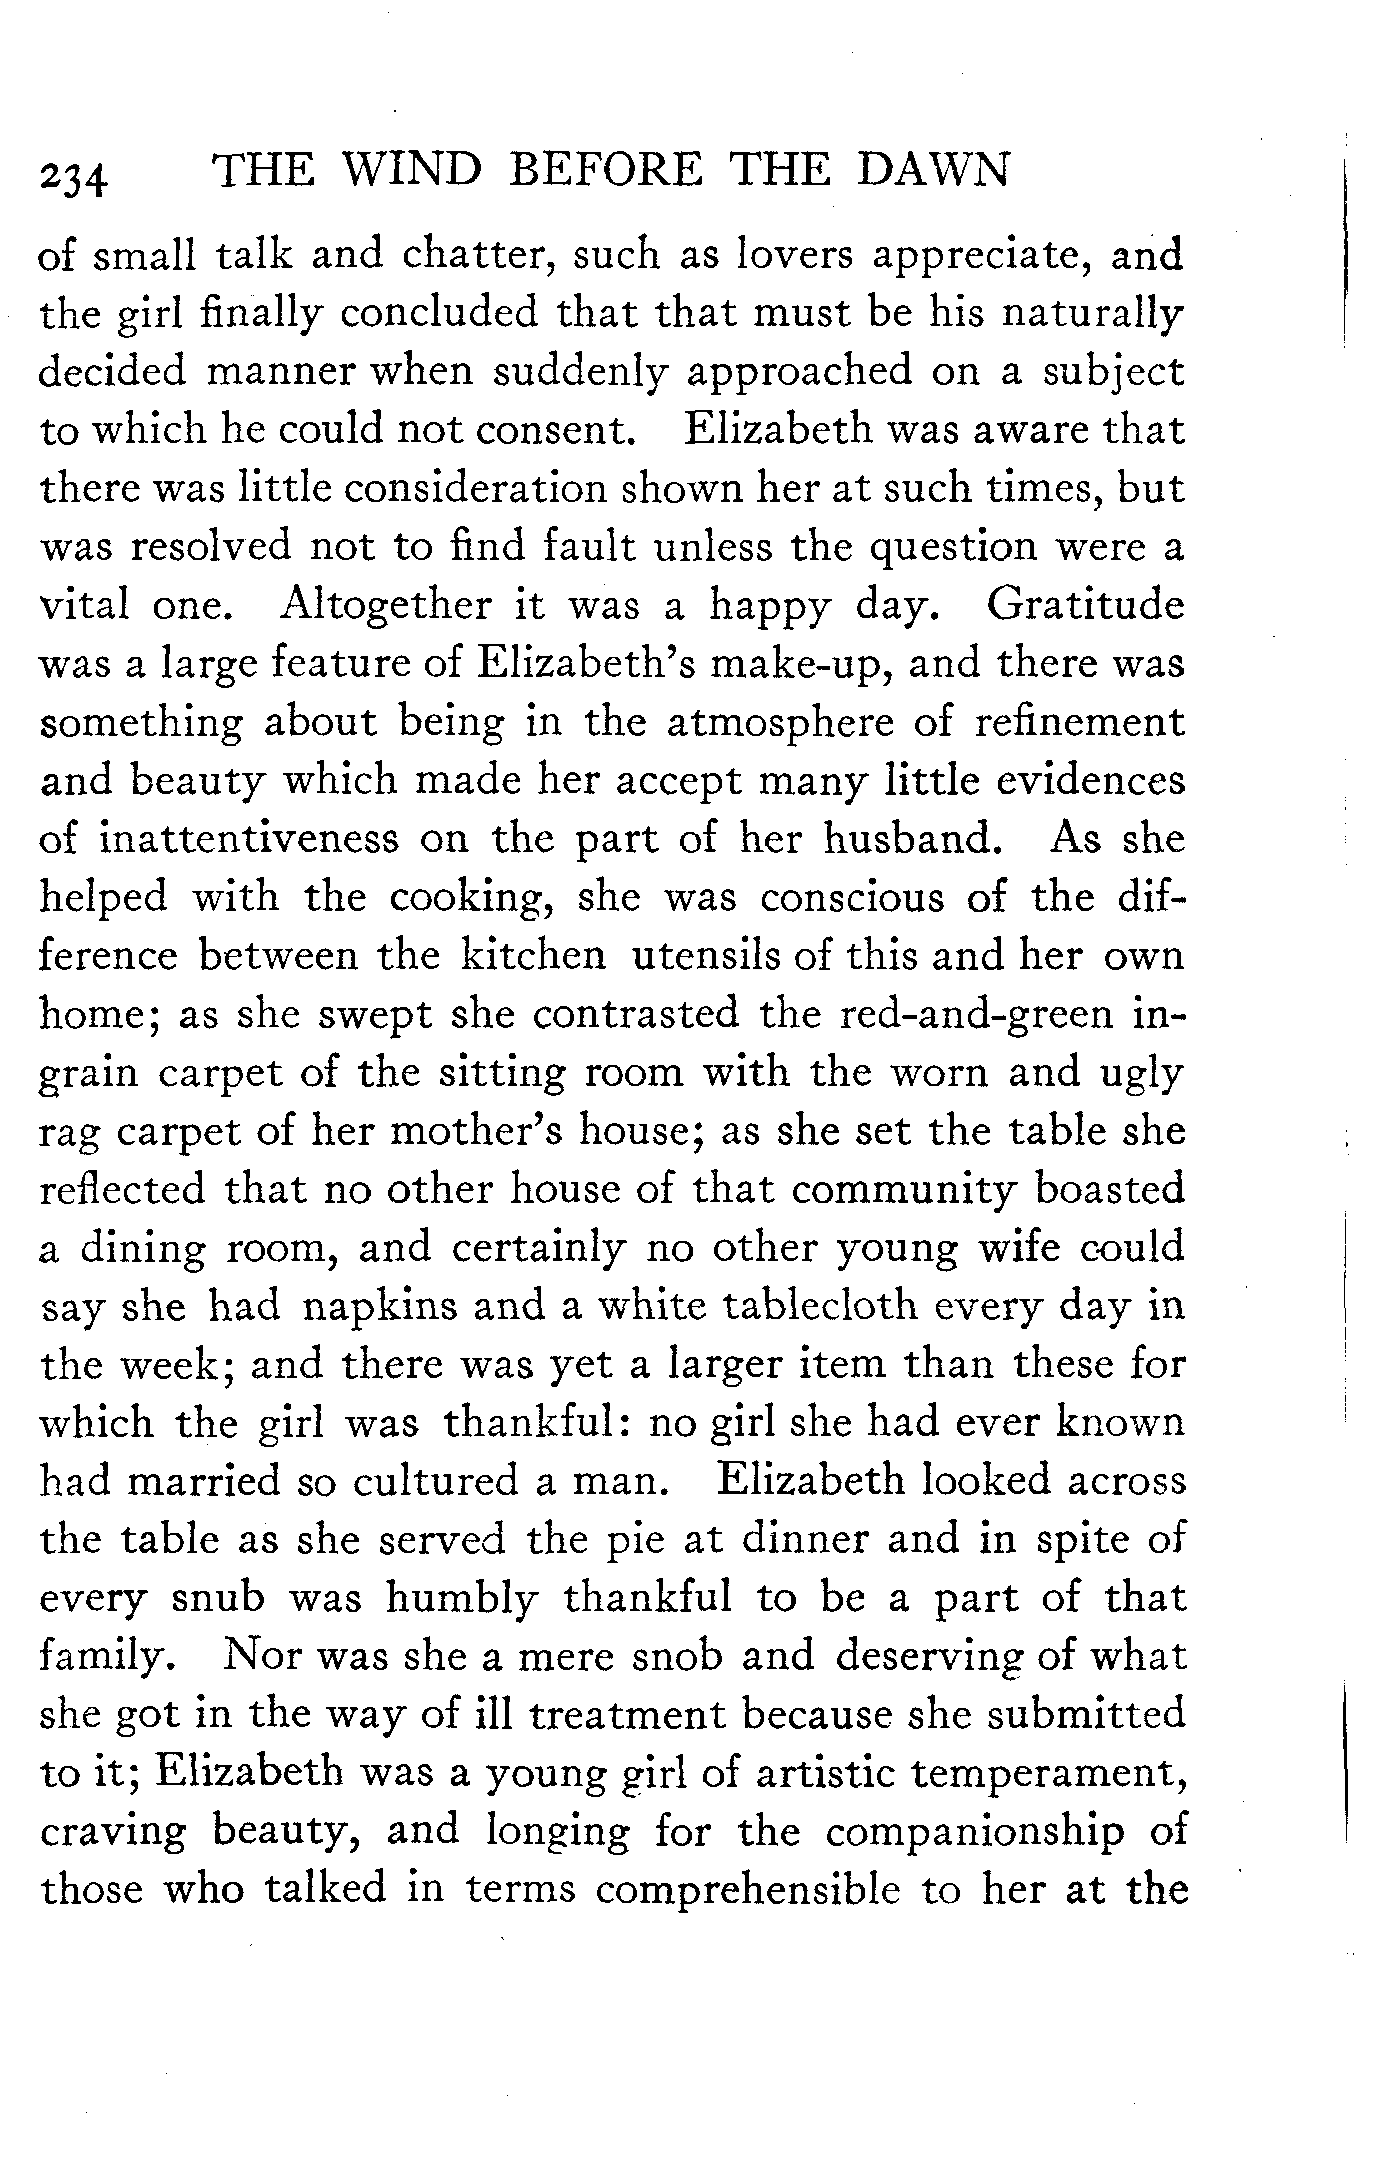 234 THE WIND BEFORE THE DAWN
of small talk and chatter, such as lovers appreciate, and
the girl finally concluded that that must be his naturally
decided manner when suddenly approached on a subject
to which he could not consent. Elizabeth was aware that
there was little consideration shown her at such times, but
was resolved not to find fault unless the question were a
vital one. Altogether it was a happy day. Gratitude
was a large feature of Elizabeth's make-up, and there was
something about being in the atmosphere of refinement
and beauty which made her accept many little evidences
of inattentiveness on the part of her husband. As she
helped with the cooking, she was conscious of the dif-
ference between the kitchen utensils of this and her own
home; as she swept she contrasted the red-and-green in-
grain carpet of the sitting room with the worn and ugly
rag carpet of her mother's house; as she set the table she
reflected that no other house of that community boasted
a dining room, and certainly no other young wife could
say she had napkins and a white tablecloth every day in
the week; and there was yet a larger item than these for
which the girl was thankful: no girl she had ever known
had married so cultured a man. Elizabeth looked across
the table as she served the pie at dinner and in spite of
every snub was humbly thankful to be a part of that
family. Nor was she a mere snob and deserving of what
she got in the way of ill treatment because she submitted
to it; Elizabeth was a young girl of artistic temperament,
craving beauty, and longing for the companionship of
those who talked in terms comprehensible to her at the